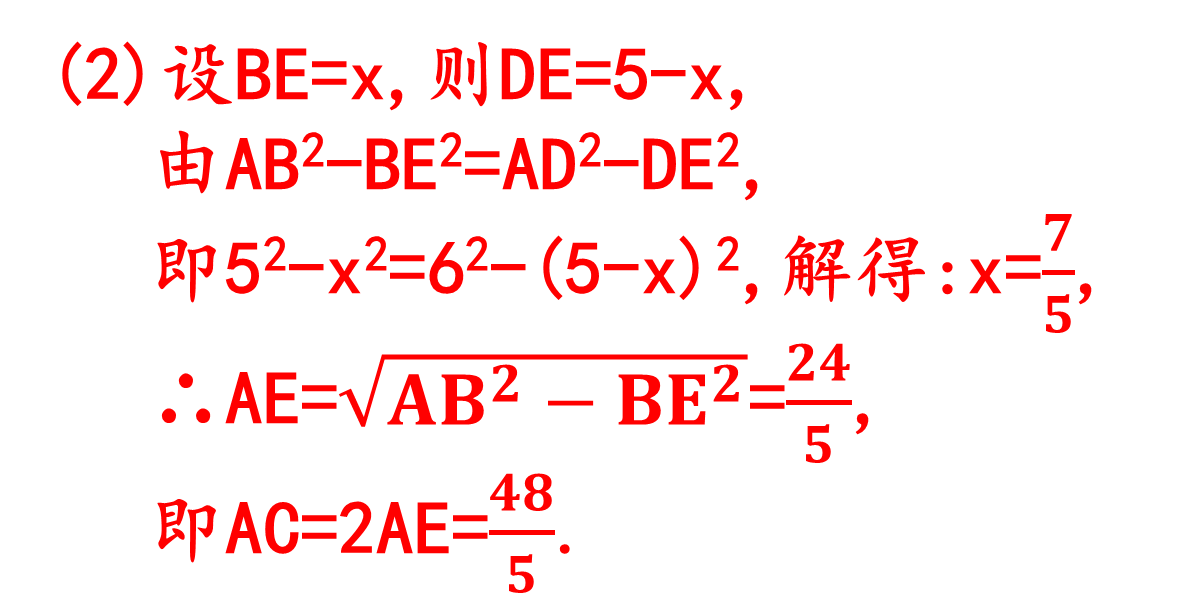 (2)设BE=x,则DE=5-x,
由AB²-BE²=AD²-DE²,
即5²-x²=6²-(5-x)²,解得:x=7/5,
∴AE=√(AB²-BE²)=24/5,
即AC=2AE=48/5.